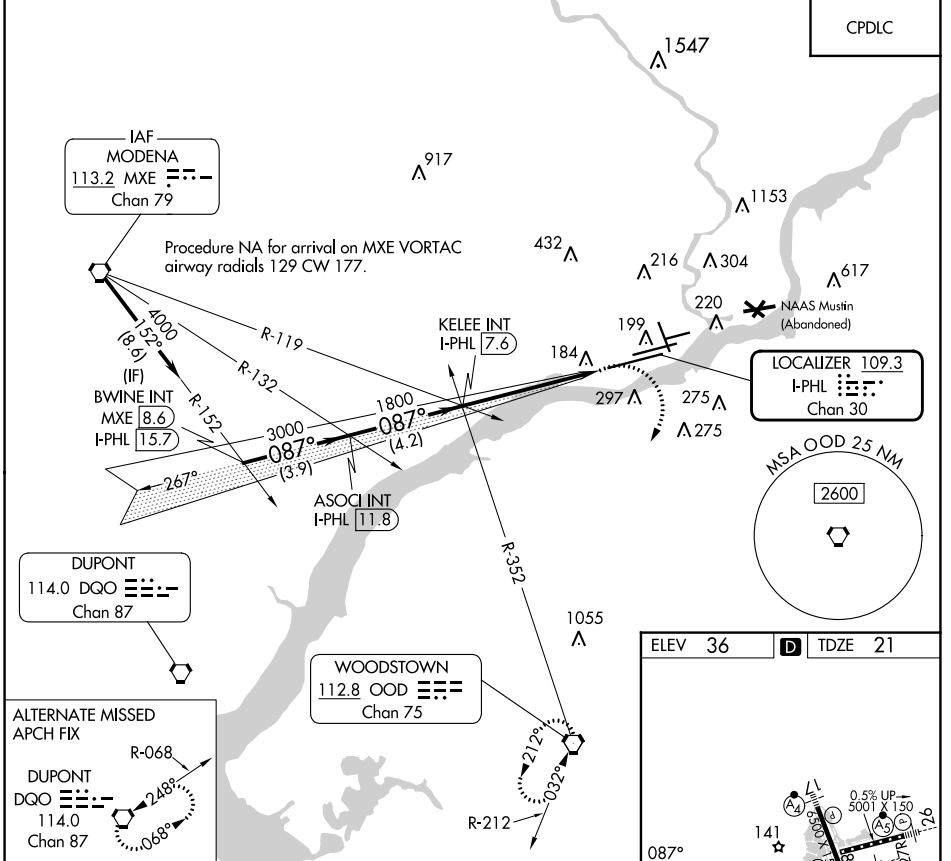 CPDLC
1547
IAF
MODENA
113.2 MXE
Chan 79
917
1153
Procedure NA for arrival on MXE VORTAC
airway radials 129 CW 177.
432
216
304
617
4000
152°
(8.6)
(IF)
R-119
R-132
R-152
KELEE INT
I-PHL 7.6
199
220
NAAS Mustin
(Abandoned)
184
LOCALIZER 109.3
I-PHL
Chan 30
BWINE INT
MXE 8.6
I-PHL 15.7
1800
3000
087°
087°
(4.2)
(3.9)
267°
297
275
275
ASOCI INT
I-PHL 11.8
MSA OOD 25 NM
2600
R-352
DUPONT
114.0 DQO
Chan 87
1055
WOODSTOWN
112.8 OOD
Chan 75
212°
032°
R-212
ALTERNATE MISSED
APCH FIX
DUPONT
DQO
114.0
Chan 87
R-068
248°
068°
ELEV 36
D
TDZE 21
17
A4
P
6500 X
0.5% UP
5001 X 150
A5
P
26
141
087°